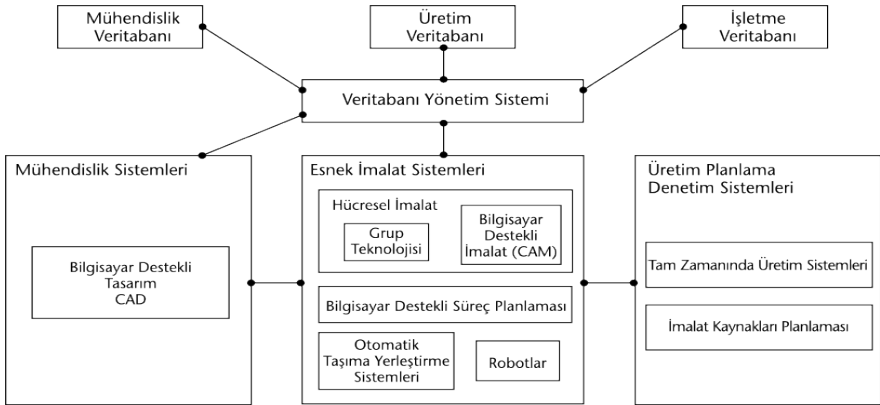 Mühendislik
Veritabanı
Üretim
Veritabanı
İşletme
Veritabanı
Veritabanı Yönetim Sistemi
Mühendislik Sistemleri
Bilgisayar Destekli
Tasarım
CAD
Esnek İmalat Sistemleri
Hücresel İmalat
Grup
Teknolojisi
Bilgisayar
Destekli
İmalat (CAM)
Bilgisayar Destekli Süreç Planlaması
Otomatik
Taşıma Yerleştirme
Sistemleri
Robotlar
Üretim Planlama
Denetim Sistemleri
Tam Zamanında Üretim Sistemleri
İmalat Kaynakları Planlaması